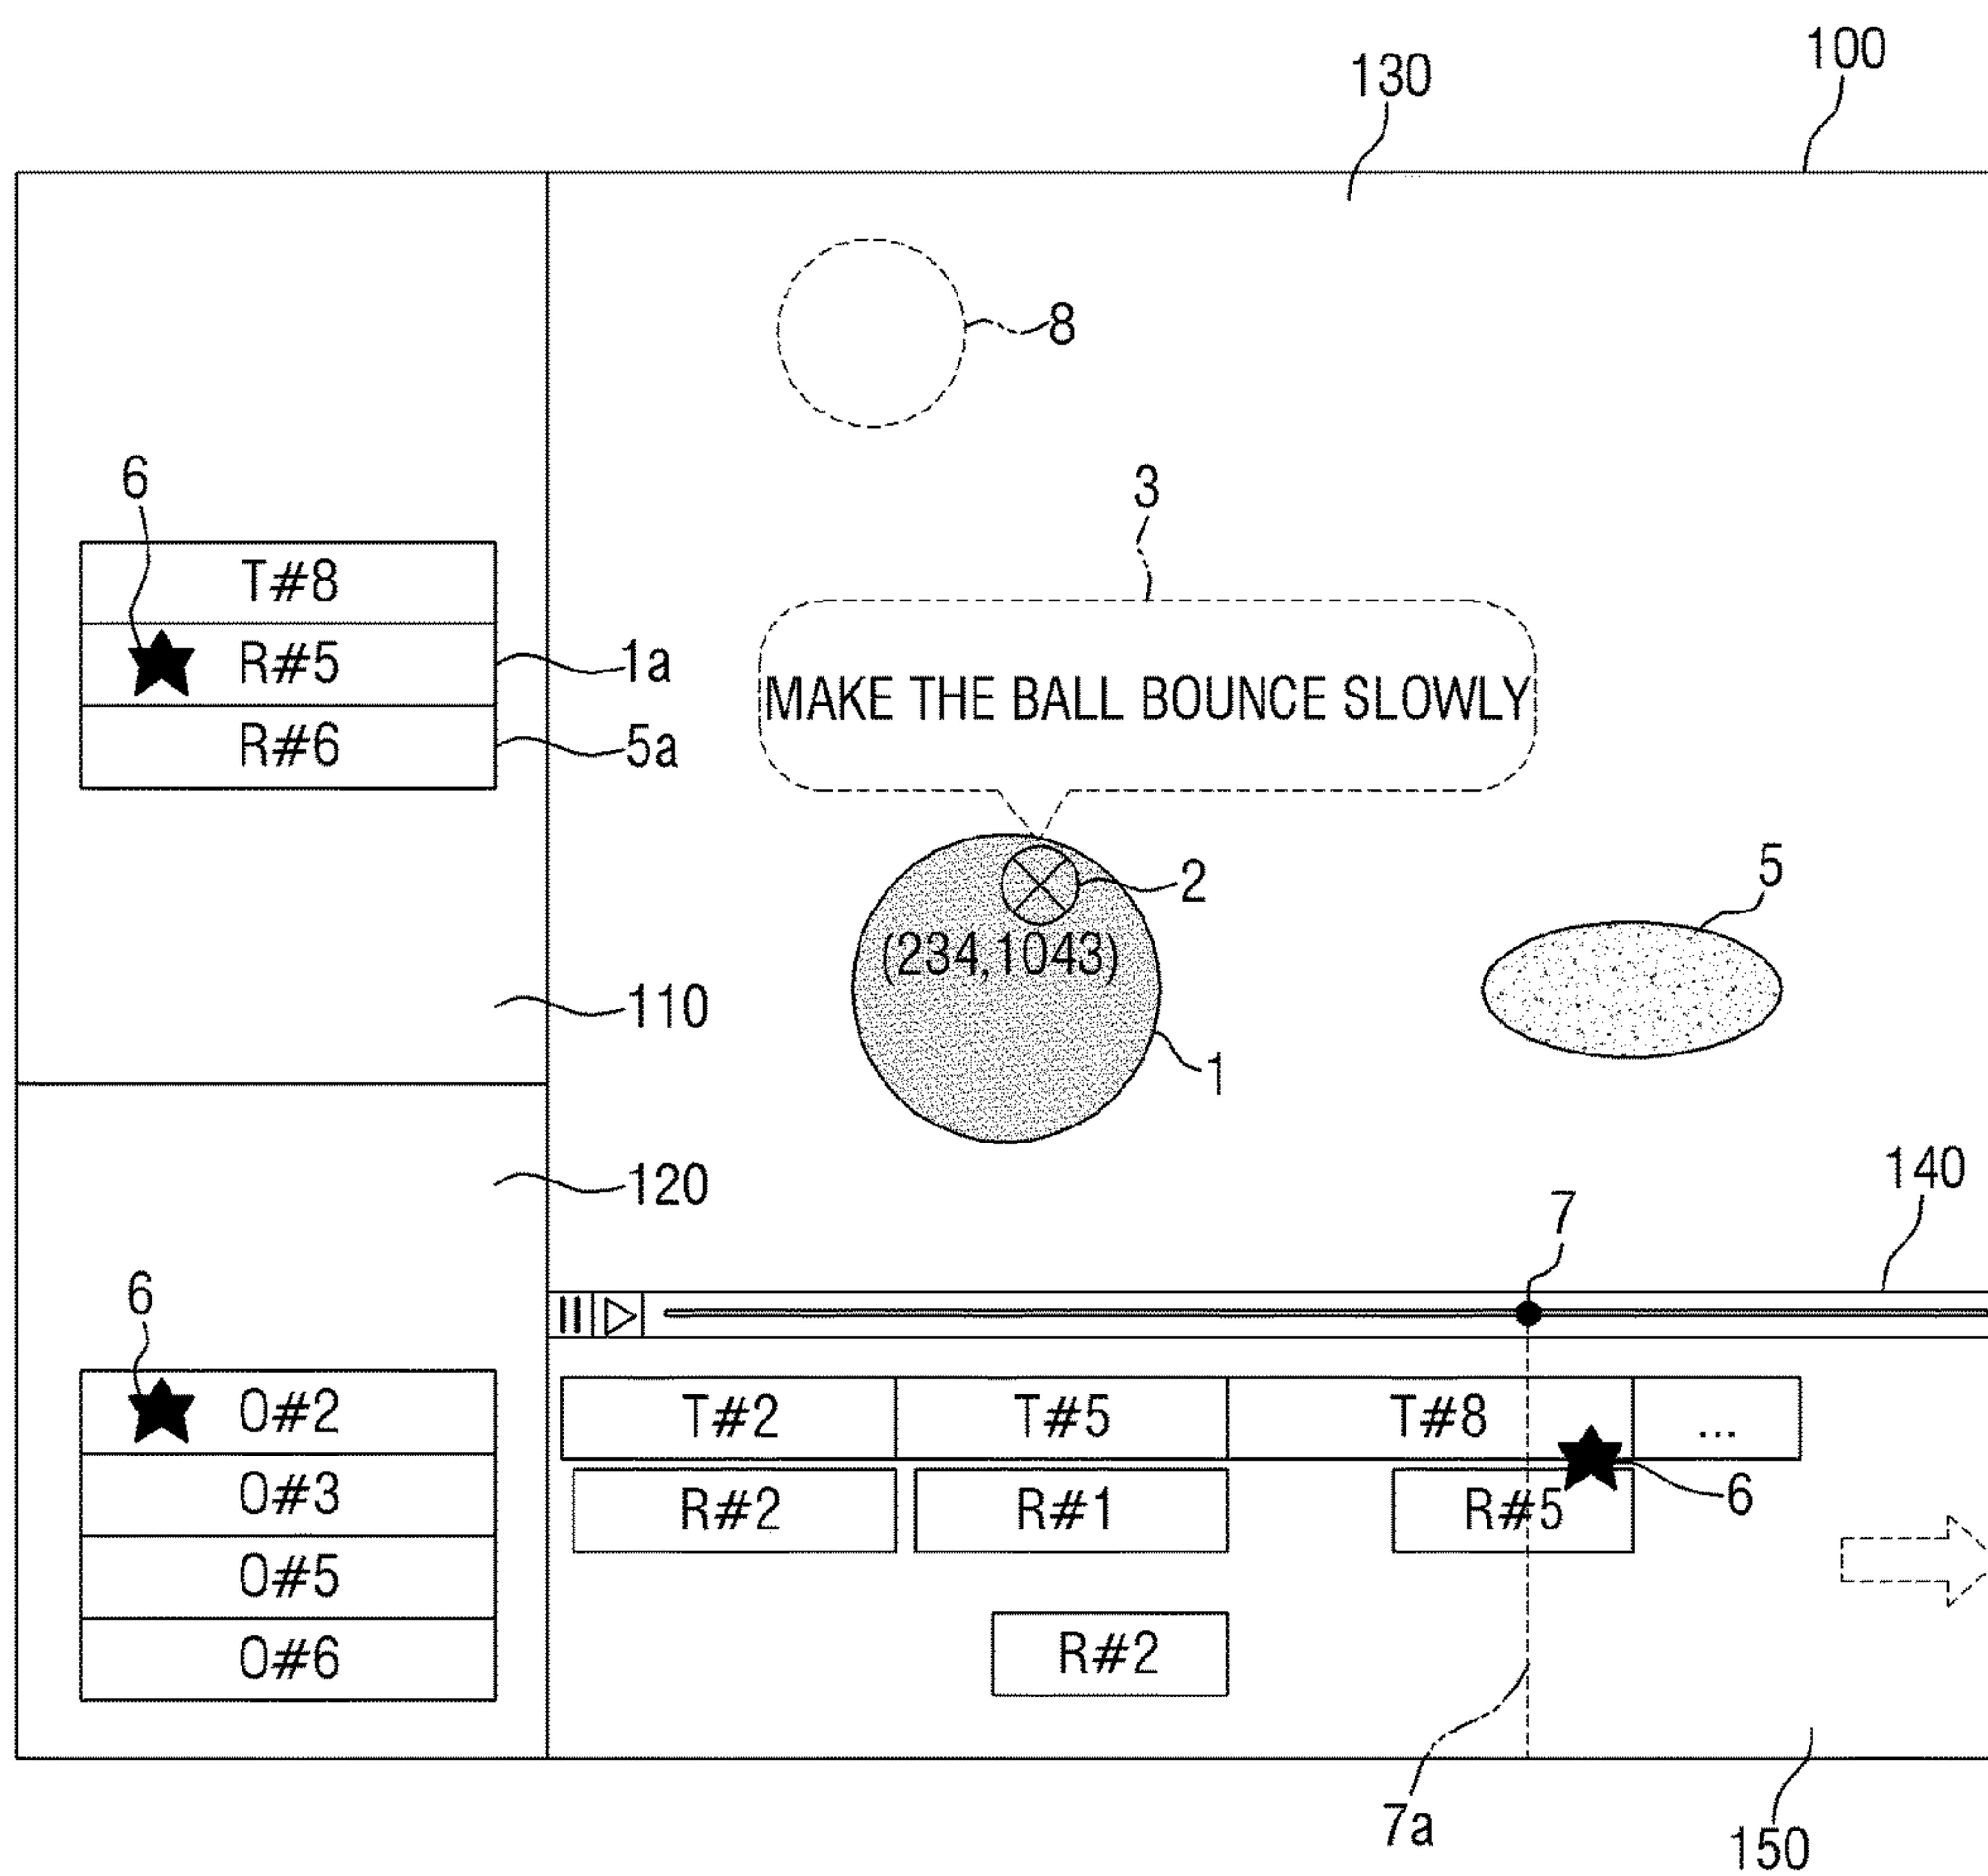 100
130
8
6
3
T#8
R#5
1a
R#6
5a
MAKE THE BALL BOUNCE SLOWLY
2
5
(234,1043)
110
1
120
140
7
6
O#2
O#3
O#5
O#6
T#2 T#5 T#8 ...
R#2 R#1 R#5
6
R#2
7a
150